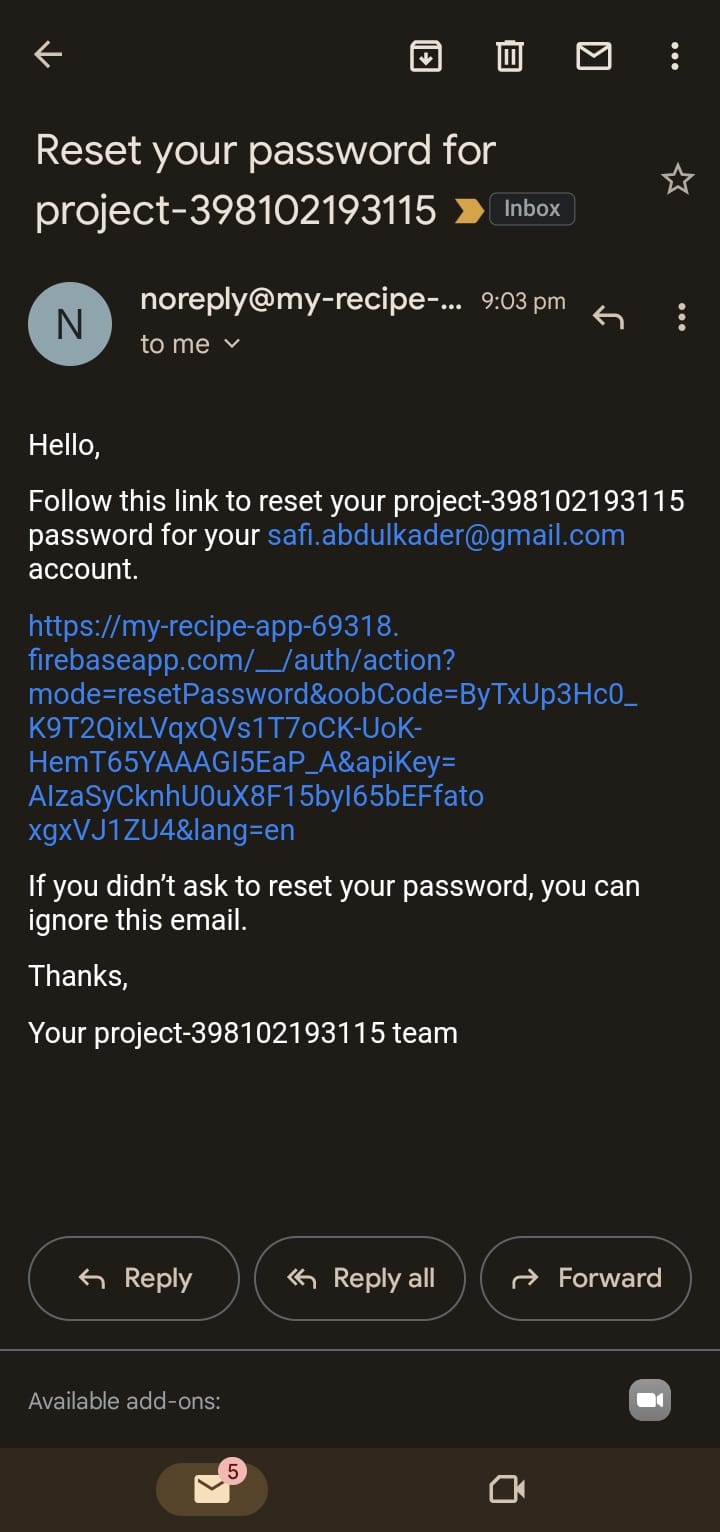 Reset your password for
project-398102193115 Inbox
N
noreply@my-recipe-... 9:03 pm
to me
Hello,
Follow this link to reset your project-398102193115
password for your safi.abdulkader@gmail.com
account.
https://my-recipe-app-69318.
firebaseapp.com/__/auth/action?
mode=resetPassword&oobCode=ByTxUp3Hc0_
K9T2QixLVqxQVs1T7oCK-UoK-
HemT65YAAAGI5EaP_A&apiKey=
AIzaSyCknhU0uX8F15byI65bEFfato
xgxVJ1ZU4&lang=en
If you didn't ask to reset your password, you can
ignore this email.
Thanks,
Your project-398102193115 team
Reply Reply all Forward
Available add-ons:
5